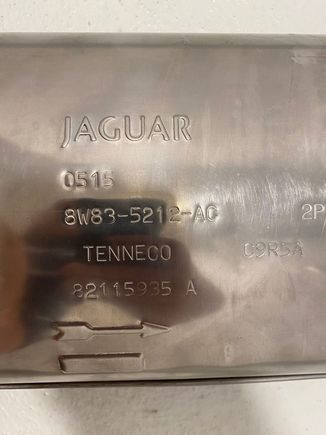 JAGUAR
0515
8W83-5212-AC 2P
TENNECO C9R5A
82115935 A